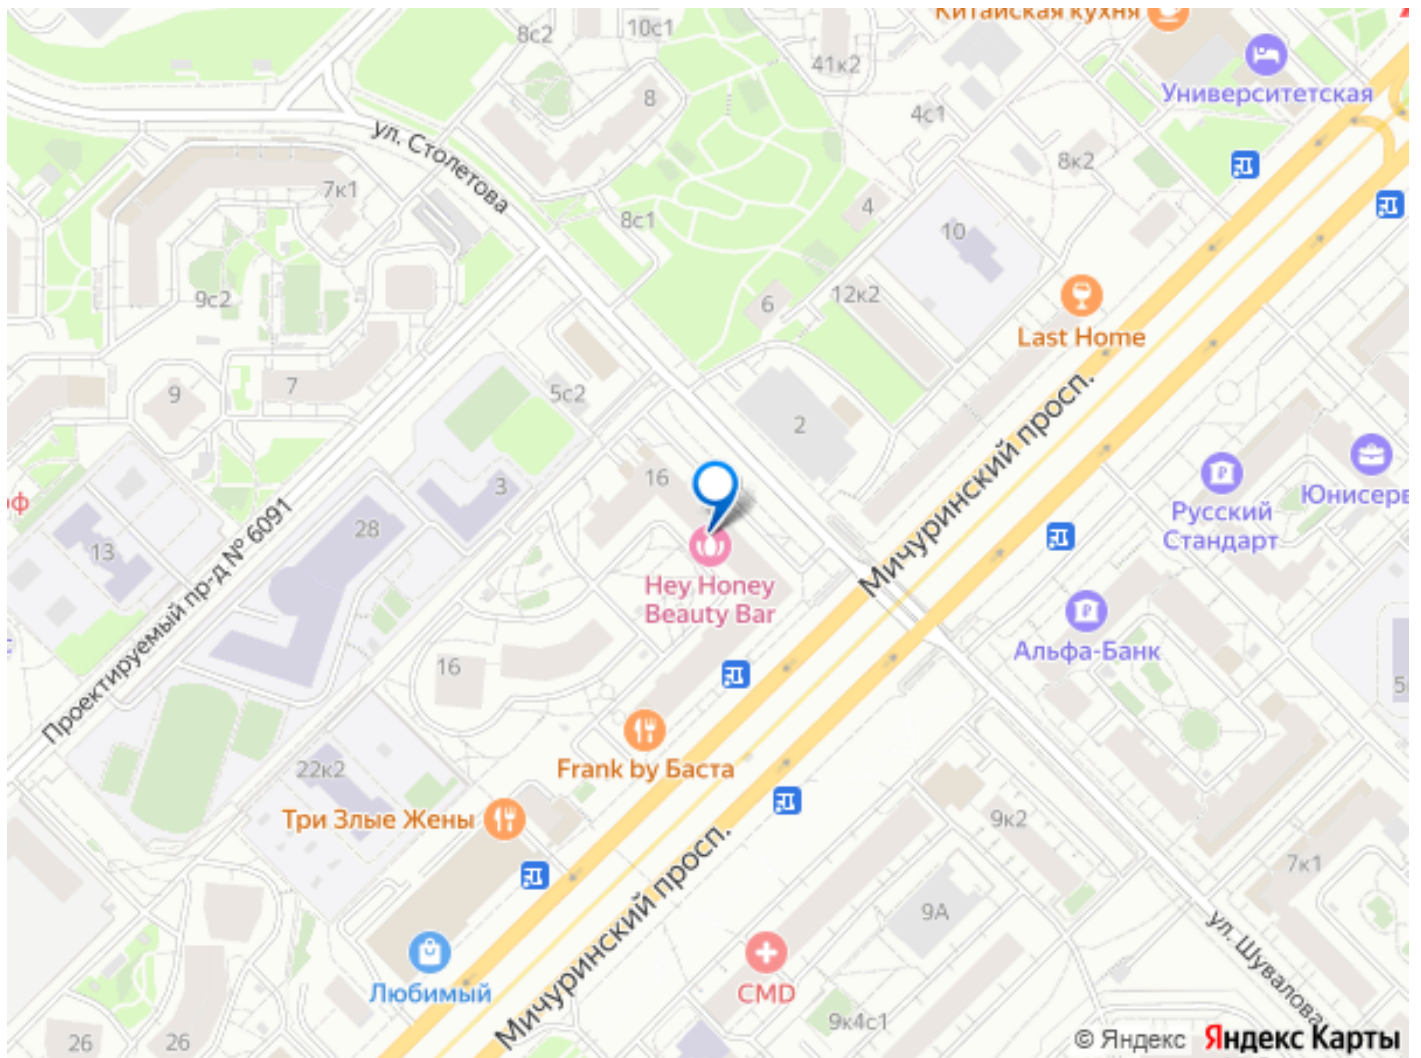 Китайская кухня
8с2
10с1
41к2
Университетская
8
4с1
8к2
ул. Столетова
7к1
8с1
4
10
9с2
6
12к2
Last Home
7
9
5с2
2
Мичуринский просп.
16
3
28
13
Проектируемый пр-д № 6091
Hey Honey
Beauty Bar
Русский
Стандарт
Альфа-Банк
16
Frank by Баста
22к2
Три Злые Жены
9к2
7к1
Мичуринский просп.
9А
ул. Шувалова
Любимый
CMD
9к4с1
26
26
© Яндекс Яндекс Карты